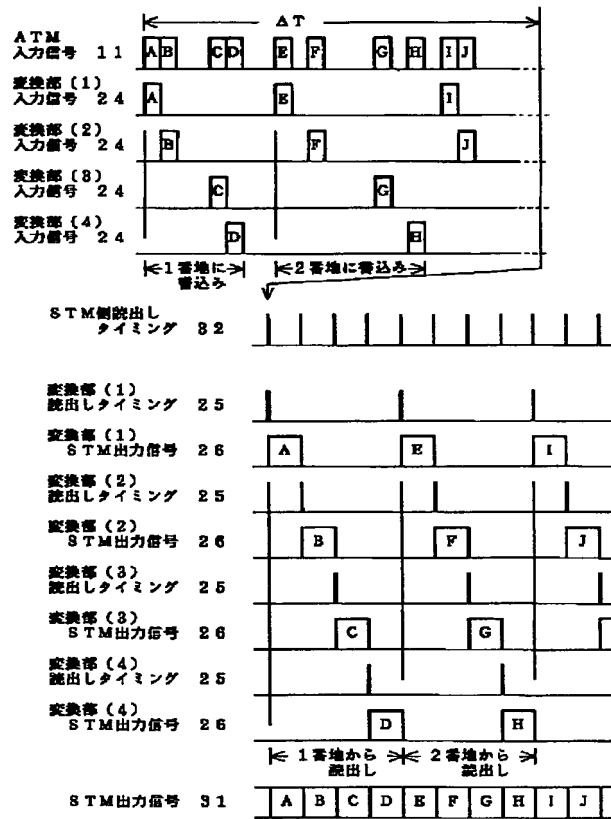 ΔT
ATM
入力信号 11
A B C D E F G H I J
変換部(1)
入力信号 24
A E I
変換部(2)
入力信号 24
B F J
変換部(3)
入力信号 24
C G
変換部(4)
入力信号 24
D H
1番地に
書込み
2番地に書込み
STM側読出し
タイミング 32
変換部(1)
読出しタイミング 25
変換部(1)
STM出力信号 26
A E I
変換部(2)
読出しタイミング 25
変換部(2)
STM出力信号 26
B F J
変換部(3)
読出しタイミング 25
変換部(3)
STM出力信号 26
C G
変換部(4)
読出しタイミング 25
変換部(4)
STM出力信号 26
D H
1番地から
読出し
2番地から
読出し
STM出力信号 31
A B C D E F G H I J